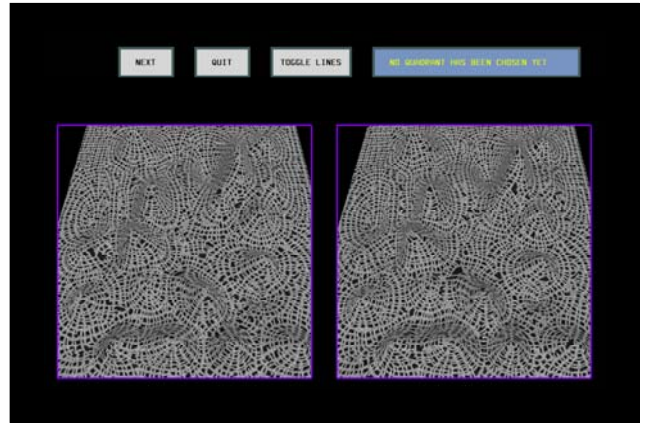 NEXT
QUIT
TOGGLE LINES
NO QUADRANT HAS BEEN CHOSEN YET